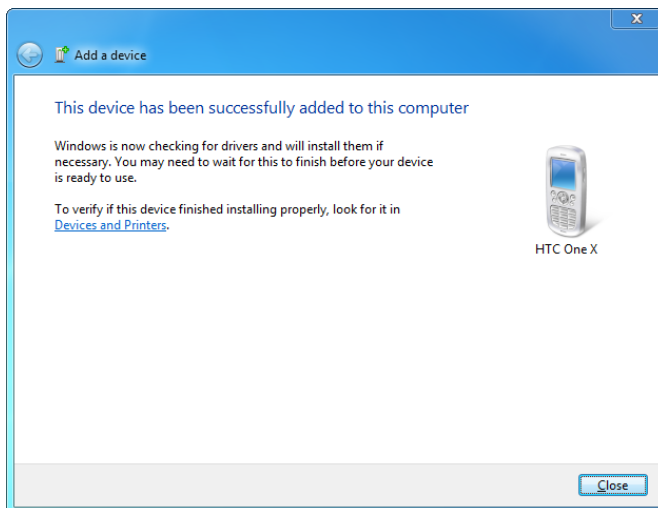 X
Add a device
This device has been successfully added to this computer
Windows is now checking for drivers and will install them if
necessary. You may need to wait for this to finish before your device
is ready to use.
To verify if this device finished installing properly, look for it in
Devices and Printers.
HTC One X
Close